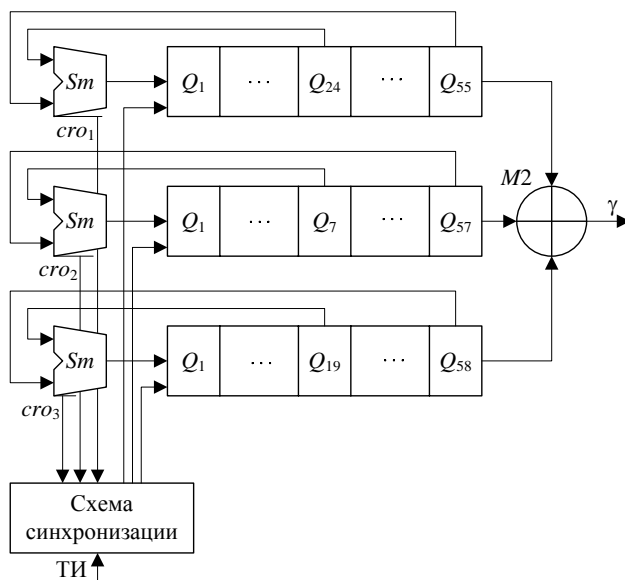 Sm Q1 ··· Q24 ··· Q55
cro1
Sm Q1 ··· Q7 ··· Q57
M2
γ
cro2
Sm Q1 ··· Q19 ··· Q58
cro3
Схема
синхронизации
ТИ